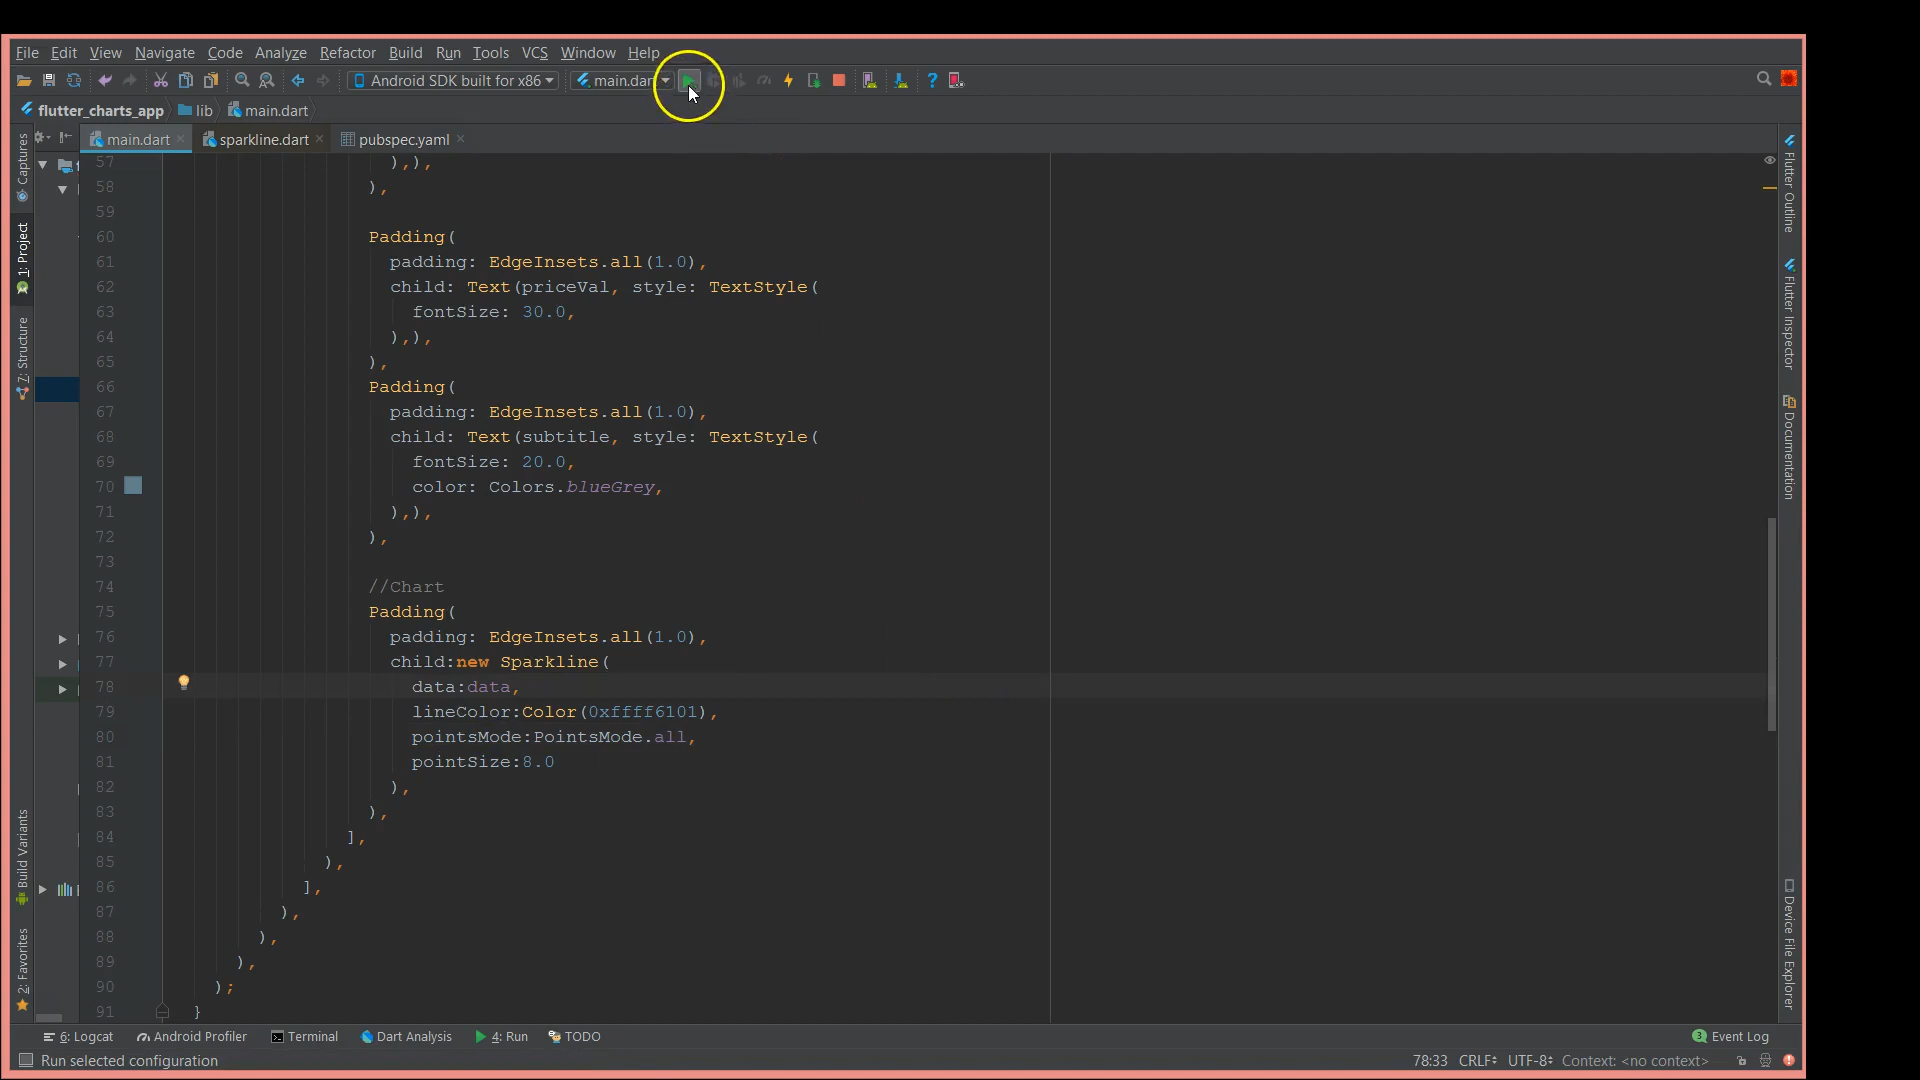 File Edit View Navigate Code Analyze Refactor Build Run Tools VCS Window Help
Android SDK built for x86 main.dart
flutter_charts_app lib main.dart
main.dart sparkline.dart pubspec.yaml
57 ),),
58 ),
59
60 Padding(
61 padding: EdgeInsets.all(1.0),
62 child: Text(priceVal, style: TextStyle(
63 fontSize: 30.0,
64 ),),
65 ),
66 Padding(
67 padding: EdgeInsets.all(1.0),
68 child: Text(subtitle, style: TextStyle(
69 fontSize: 20.0,
70 color: Colors.blueGrey,
71 ),),
72 ),
73
74 //Chart
75 Padding(
76 padding: EdgeInsets.all(1.0),
77 child:new Sparkline(
78 data:data,
79 lineColor:Color(0xffff6101),
80 pointsMode:PointsMode.all,
81 pointSize:8.0
82 ),
83 ),
84 ],
85 ),
86 ],
87 ),
88 ),
89 ),
90 );
91 }
Captures
1: Project
7: Structure
Build Variants
2: Favorites
Flutter Outline
Flutter Inspector
Documentation
Device File Explorer
6: Logcat Android Profiler Terminal Dart Analysis 4: Run TODO 3 Event Log
Run selected configuration 78:33 CRLF UTF-8 Context: <no context>